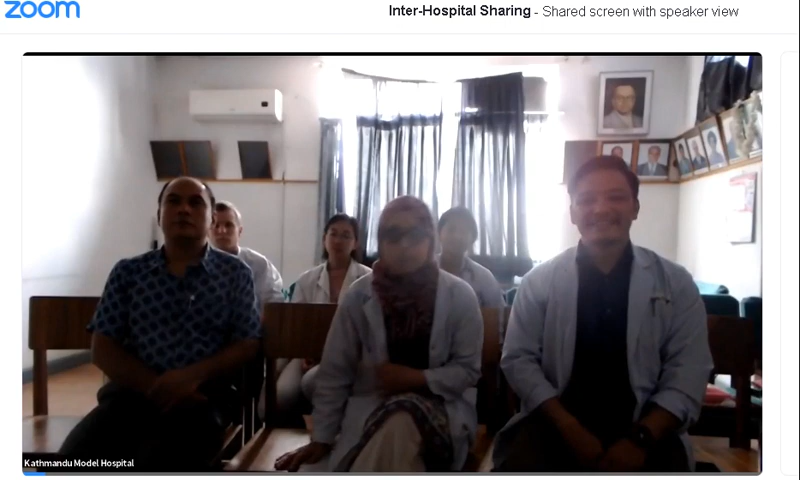 zoom
Inter-Hospital Sharing - Shared screen with speaker view
Kathmandu Model Hospital